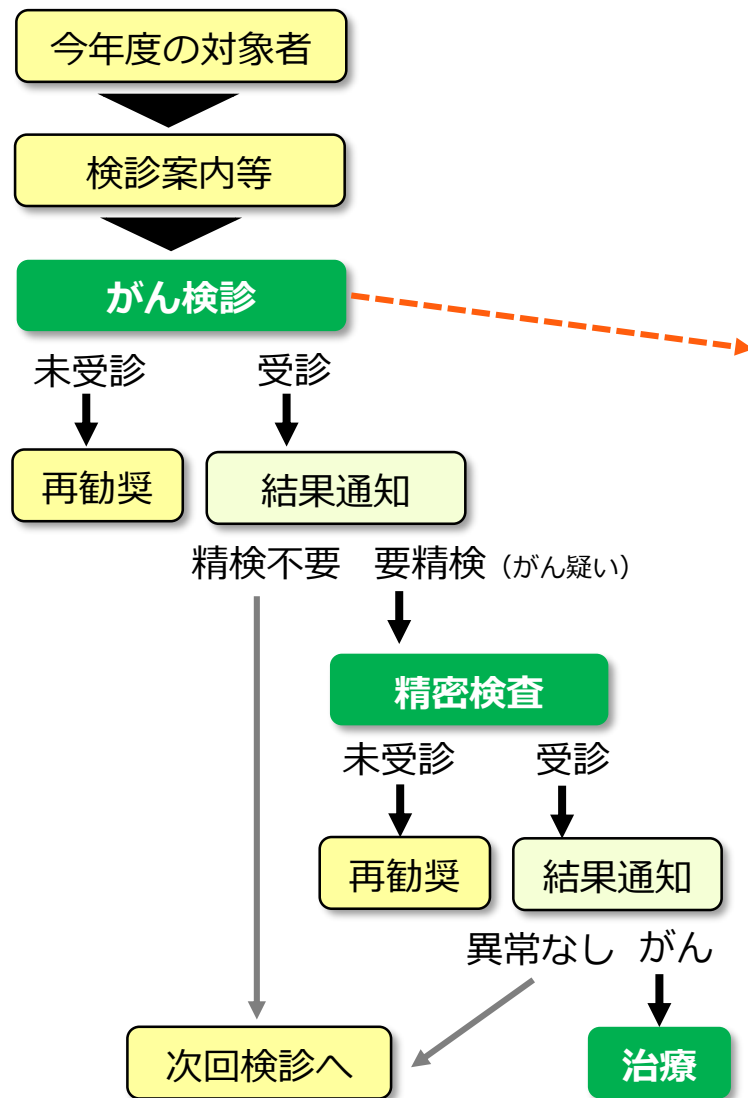 今年度の対象者
検診案内等
がん検診
未受診 受診
再勧奨 結果通知
精検不要 要精検（がん疑い）
精密検査
未受診 受診
再勧奨 結果通知
異常なし がん
次回検診へ 治療